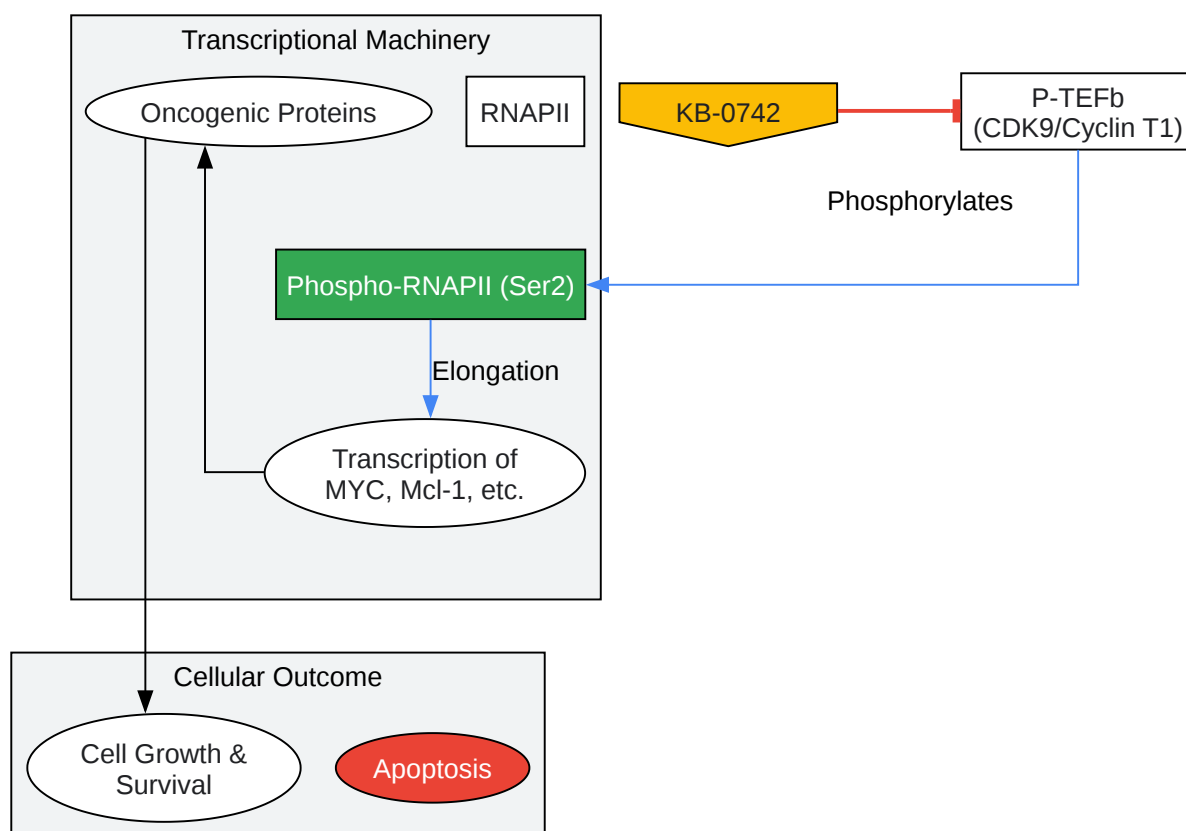 Transcriptional Machinery
Oncogenic Proteins
RNAPII
KB-0742
P-TEFb
(CDK9/Cyclin T1)
Phosphorylates
Phospho-RNAPII (Ser2)
Elongation
Transcription of
MYC, Mcl-1, etc.
Cellular Outcome
Cell Growth &
Survival
Apoptosis